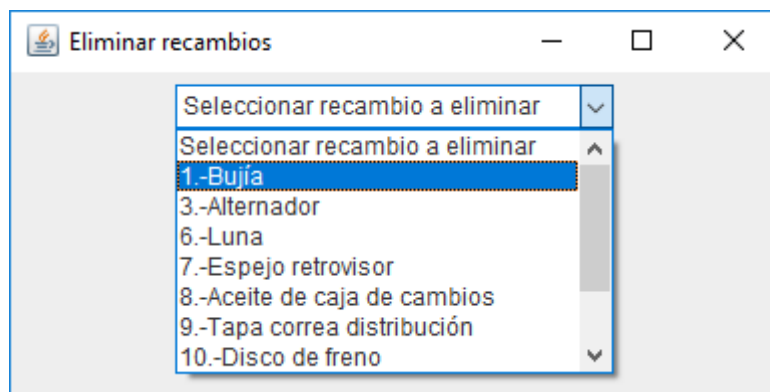 Eliminar recambios
Seleccionar recambio a eliminar
Seleccionar recambio a eliminar
1.-Bujía
3.-Alternador
6.-Luna
7.-Espejo retrovisor
8.-Aceite de caja de cambios
9.-Tapa correa distribución
10.-Disco de freno